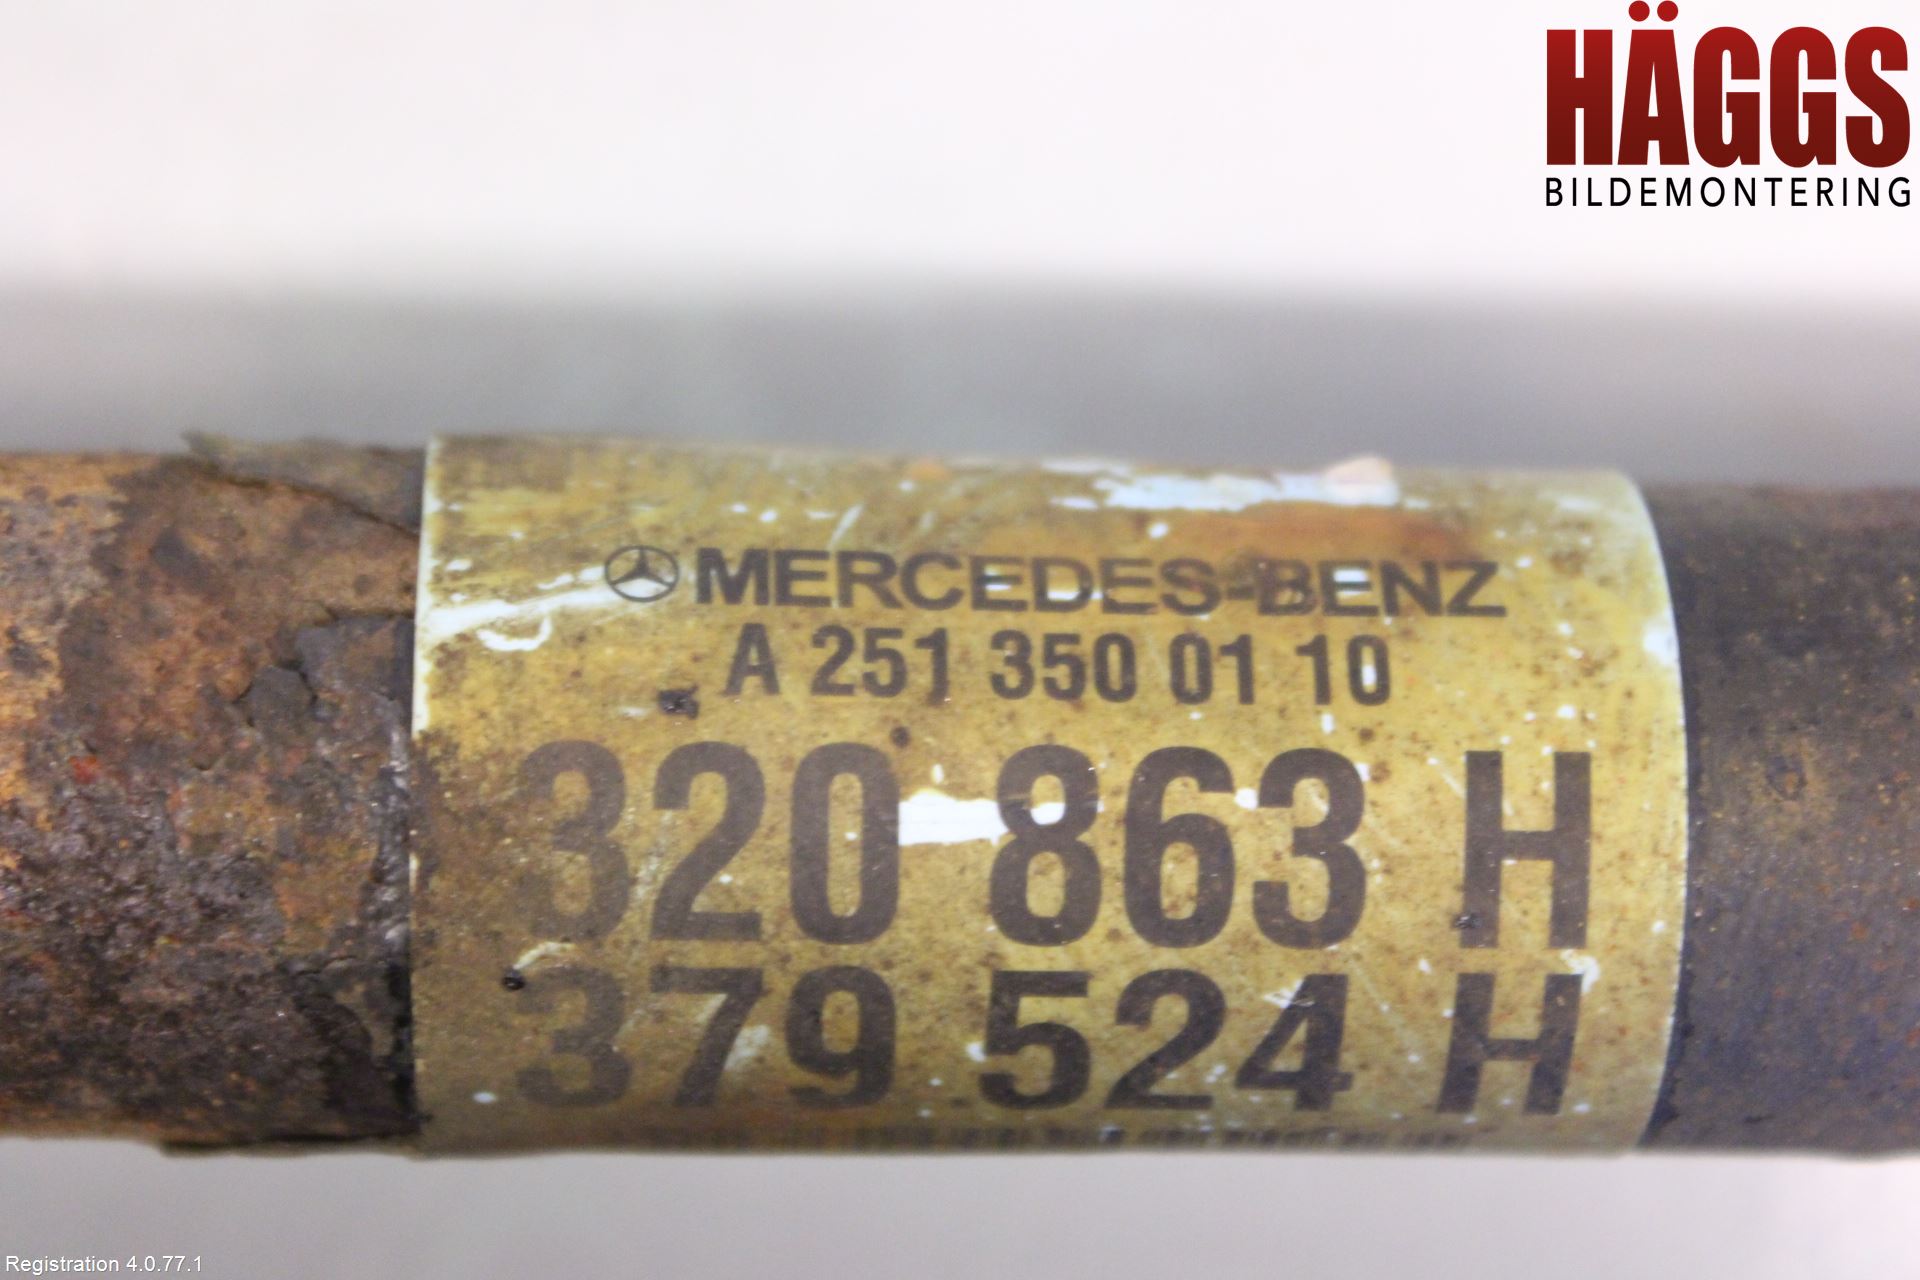 HÄGGS
BILDEMONTERING
MERCEDES-BENZ
A 251 350 01 10
320 863 H
379 524 H
Registration 4.0.77.1